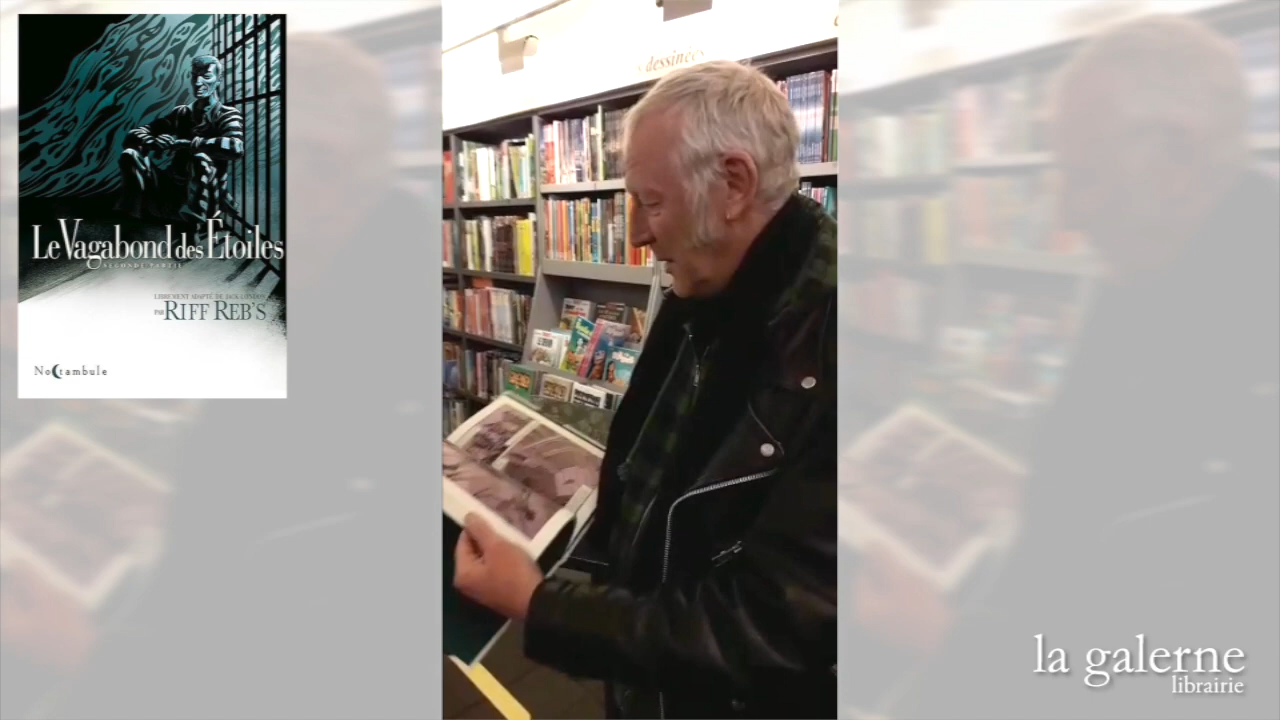 Le Vagabond des Étoiles
SECONDE PARTIE
LIBREMENT ADAPTÉ DE JACK LONDON
PAR RIFF REB'S
Noctambule
dessinées
la galerne
librairie